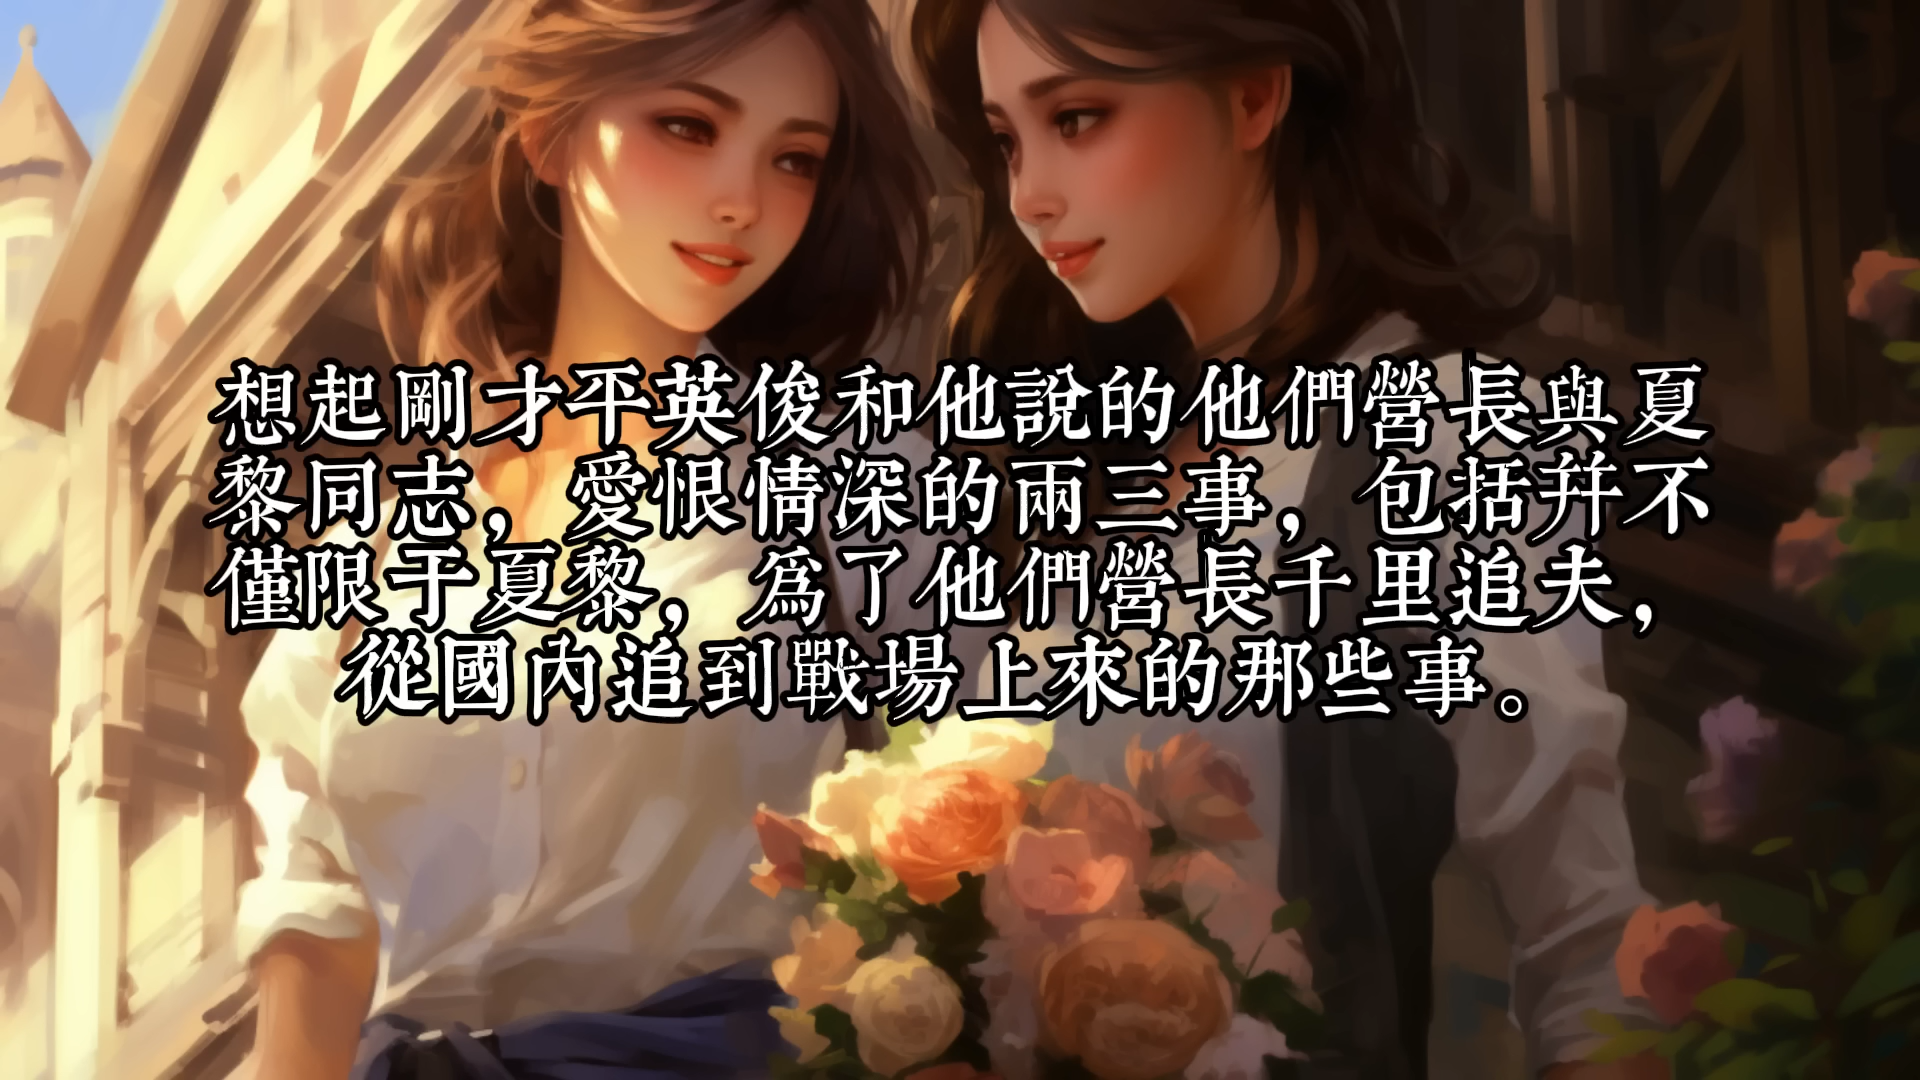 想起剛才平英俊和他說的他們營長與夏
黎同志，愛恨情深的兩三事，包括幷不
僅限于夏黎，爲了他們營長千里追夫，
從國內追到戰場上來的那些事。